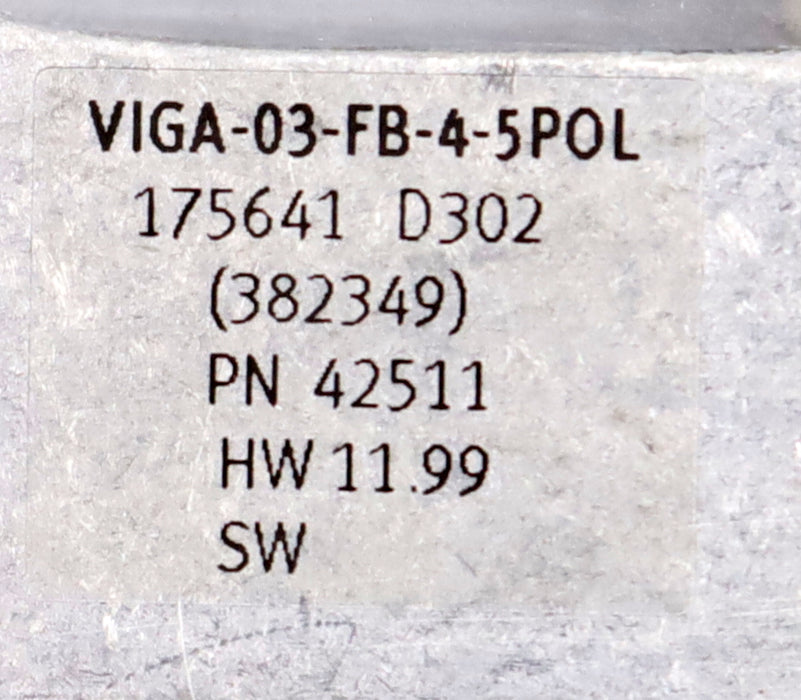 VIGA-03-FB-4-5POL
175641 D302
(382349)
PN 42511
HW 11.99
SW